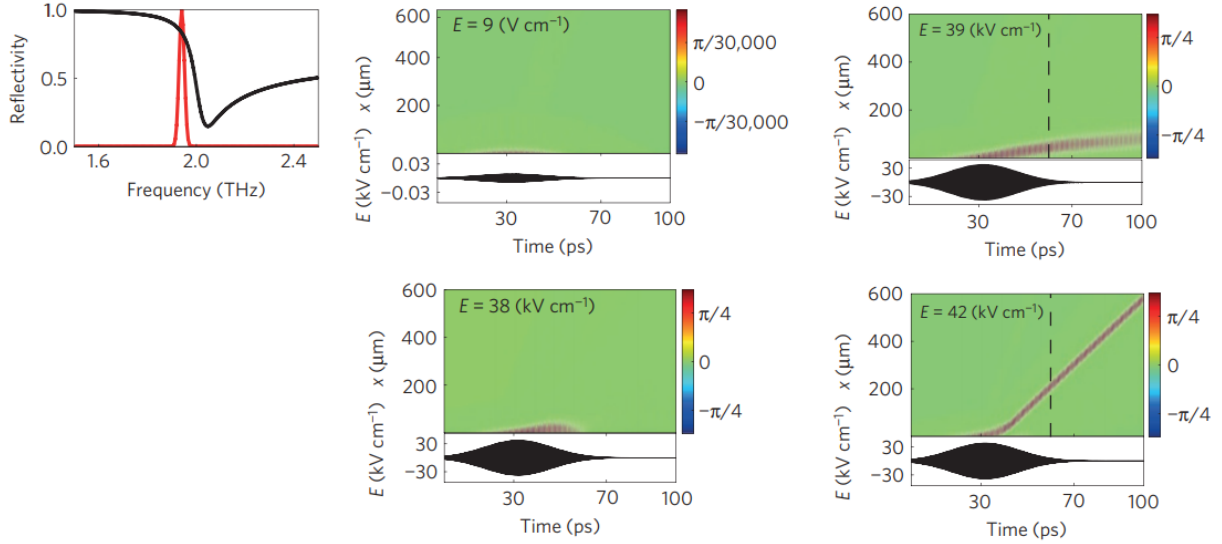 1.0
0.5
0
Reflectivity
1.6
2.0
2.4
Frequency (THz)
E = 9 (V cm⁻¹)
600
400
200
x (μm)
π/30,000
0
−π/30,000
0.03
−0.03
E (kV cm⁻¹)
30
70
100
Time (ps)
E = 39 (kV cm⁻¹)
600
400
200
x (μm)
π/4
0
−π/4
30
−30
E (kV cm⁻¹)
30
70
100
Time (ps)
E = 38 (kV cm⁻¹)
600
400
200
x (μm)
π/4
0
−π/4
30
−30
E (kV cm⁻¹)
30
70
100
Time (ps)
E = 42 (kV cm⁻¹)
600
400
200
x (μm)
π/4
0
−π/4
30
−30
E (kV cm⁻¹)
30
70
100
Time (ps)